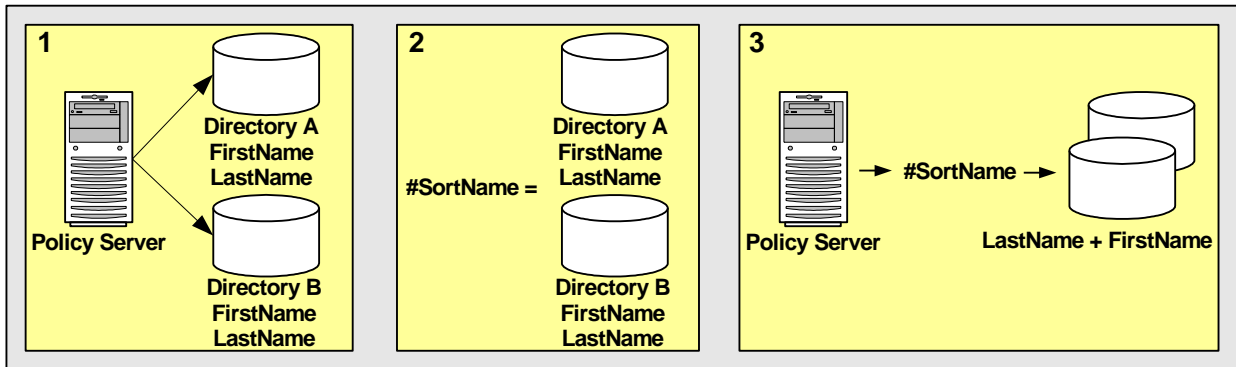 1
Directory A
FirstName
LastName
Policy Server
Directory B
FirstName
LastName
2
Directory A
FirstName
LastName
#SortName =
Directory B
FirstName
LastName
3
#SortName
Policy Server
LastName + FirstName